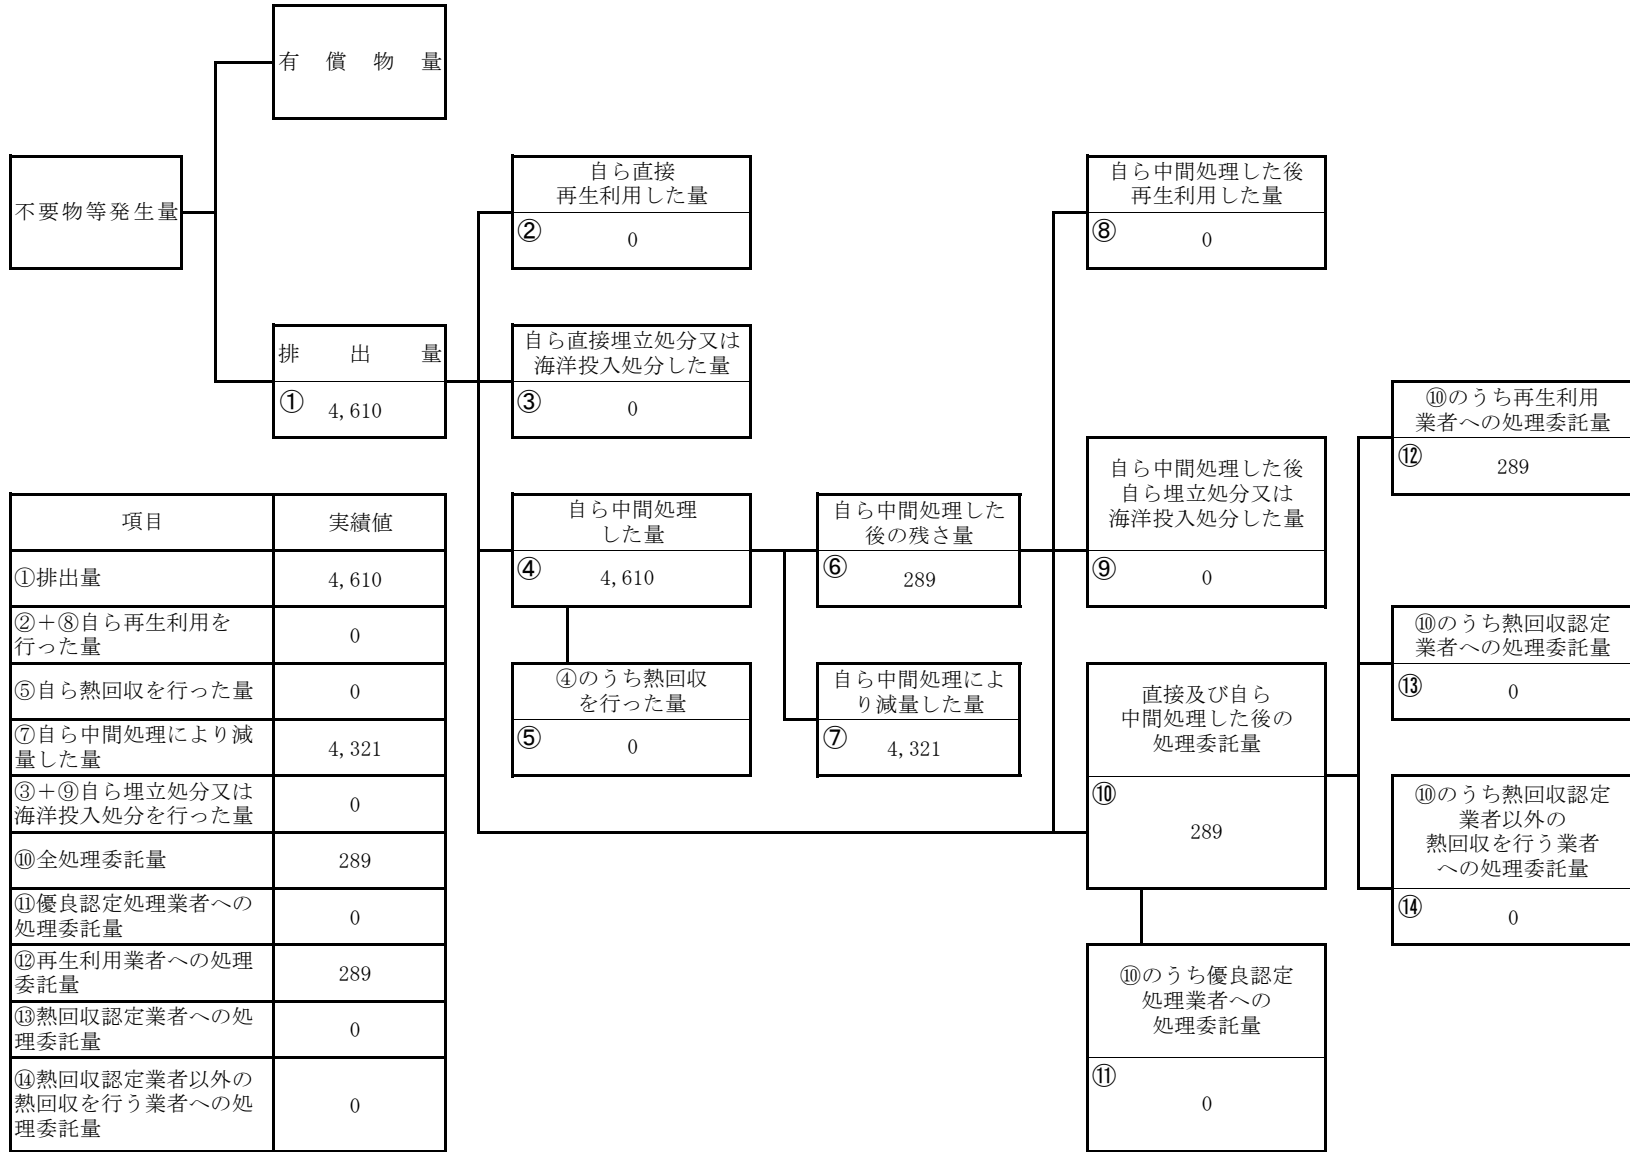 有償物量
不要物等発生量
排出量
① 4,610
自ら直接
再生利用した量
② 0
自ら直接埋立処分又は
海洋投入処分した量
③ 0
自ら中間処理
した量
④ 4,610
④のうち熱回収
を行った量
⑤ 0
自ら中間処理した
後の残さ量
⑥ 289
自ら中間処理によ
り減量した量
⑦ 4,321
自ら中間処理した後
再生利用した量
⑧ 0
自ら中間処理した後
自ら埋立処分又は
海洋投入処分した量
⑨ 0
直接及び自ら
中間処理した後の
処理委託量
⑩
289
⑩のうち優良認定
処理業者への
処理委託量
⑪
0
⑩のうち再生利用
業者への処理委託量
⑫ 289
⑩のうち熱回収認定
業者への処理委託量
⑬ 0
⑩のうち熱回収認定
業者以外の
熱回収を行う業者
への処理委託量
⑭ 0
項目 実績値
①排出量 4,610
②+⑧自ら再生利用を
行った量 0
⑤自ら熱回収を行った量 0
⑦自ら中間処理により減
量した量 4,321
③+⑨自ら埋立処分又は
海洋投入処分を行った量 0
⑩全処理委託量 289
⑪優良認定処理業者への
処理委託量 0
⑫再生利用業者への処理
委託量 289
⑬熱回収認定業者への処
理委託量 0
⑭熱回収認定業者以外の
熱回収を行う業者への処
理委託量 0